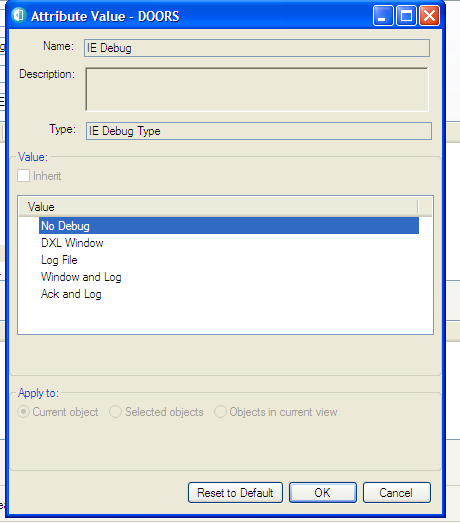 Attribute Value - DOORS
Name: IE Debug
Description:
Type: IE Debug Type
Value:
Inherit
Value
No Debug
DXL Window
Log File
Window and Log
Ack and Log
Apply to:
Current object Selected objects Objects in current view
Reset to Default OK Cancel